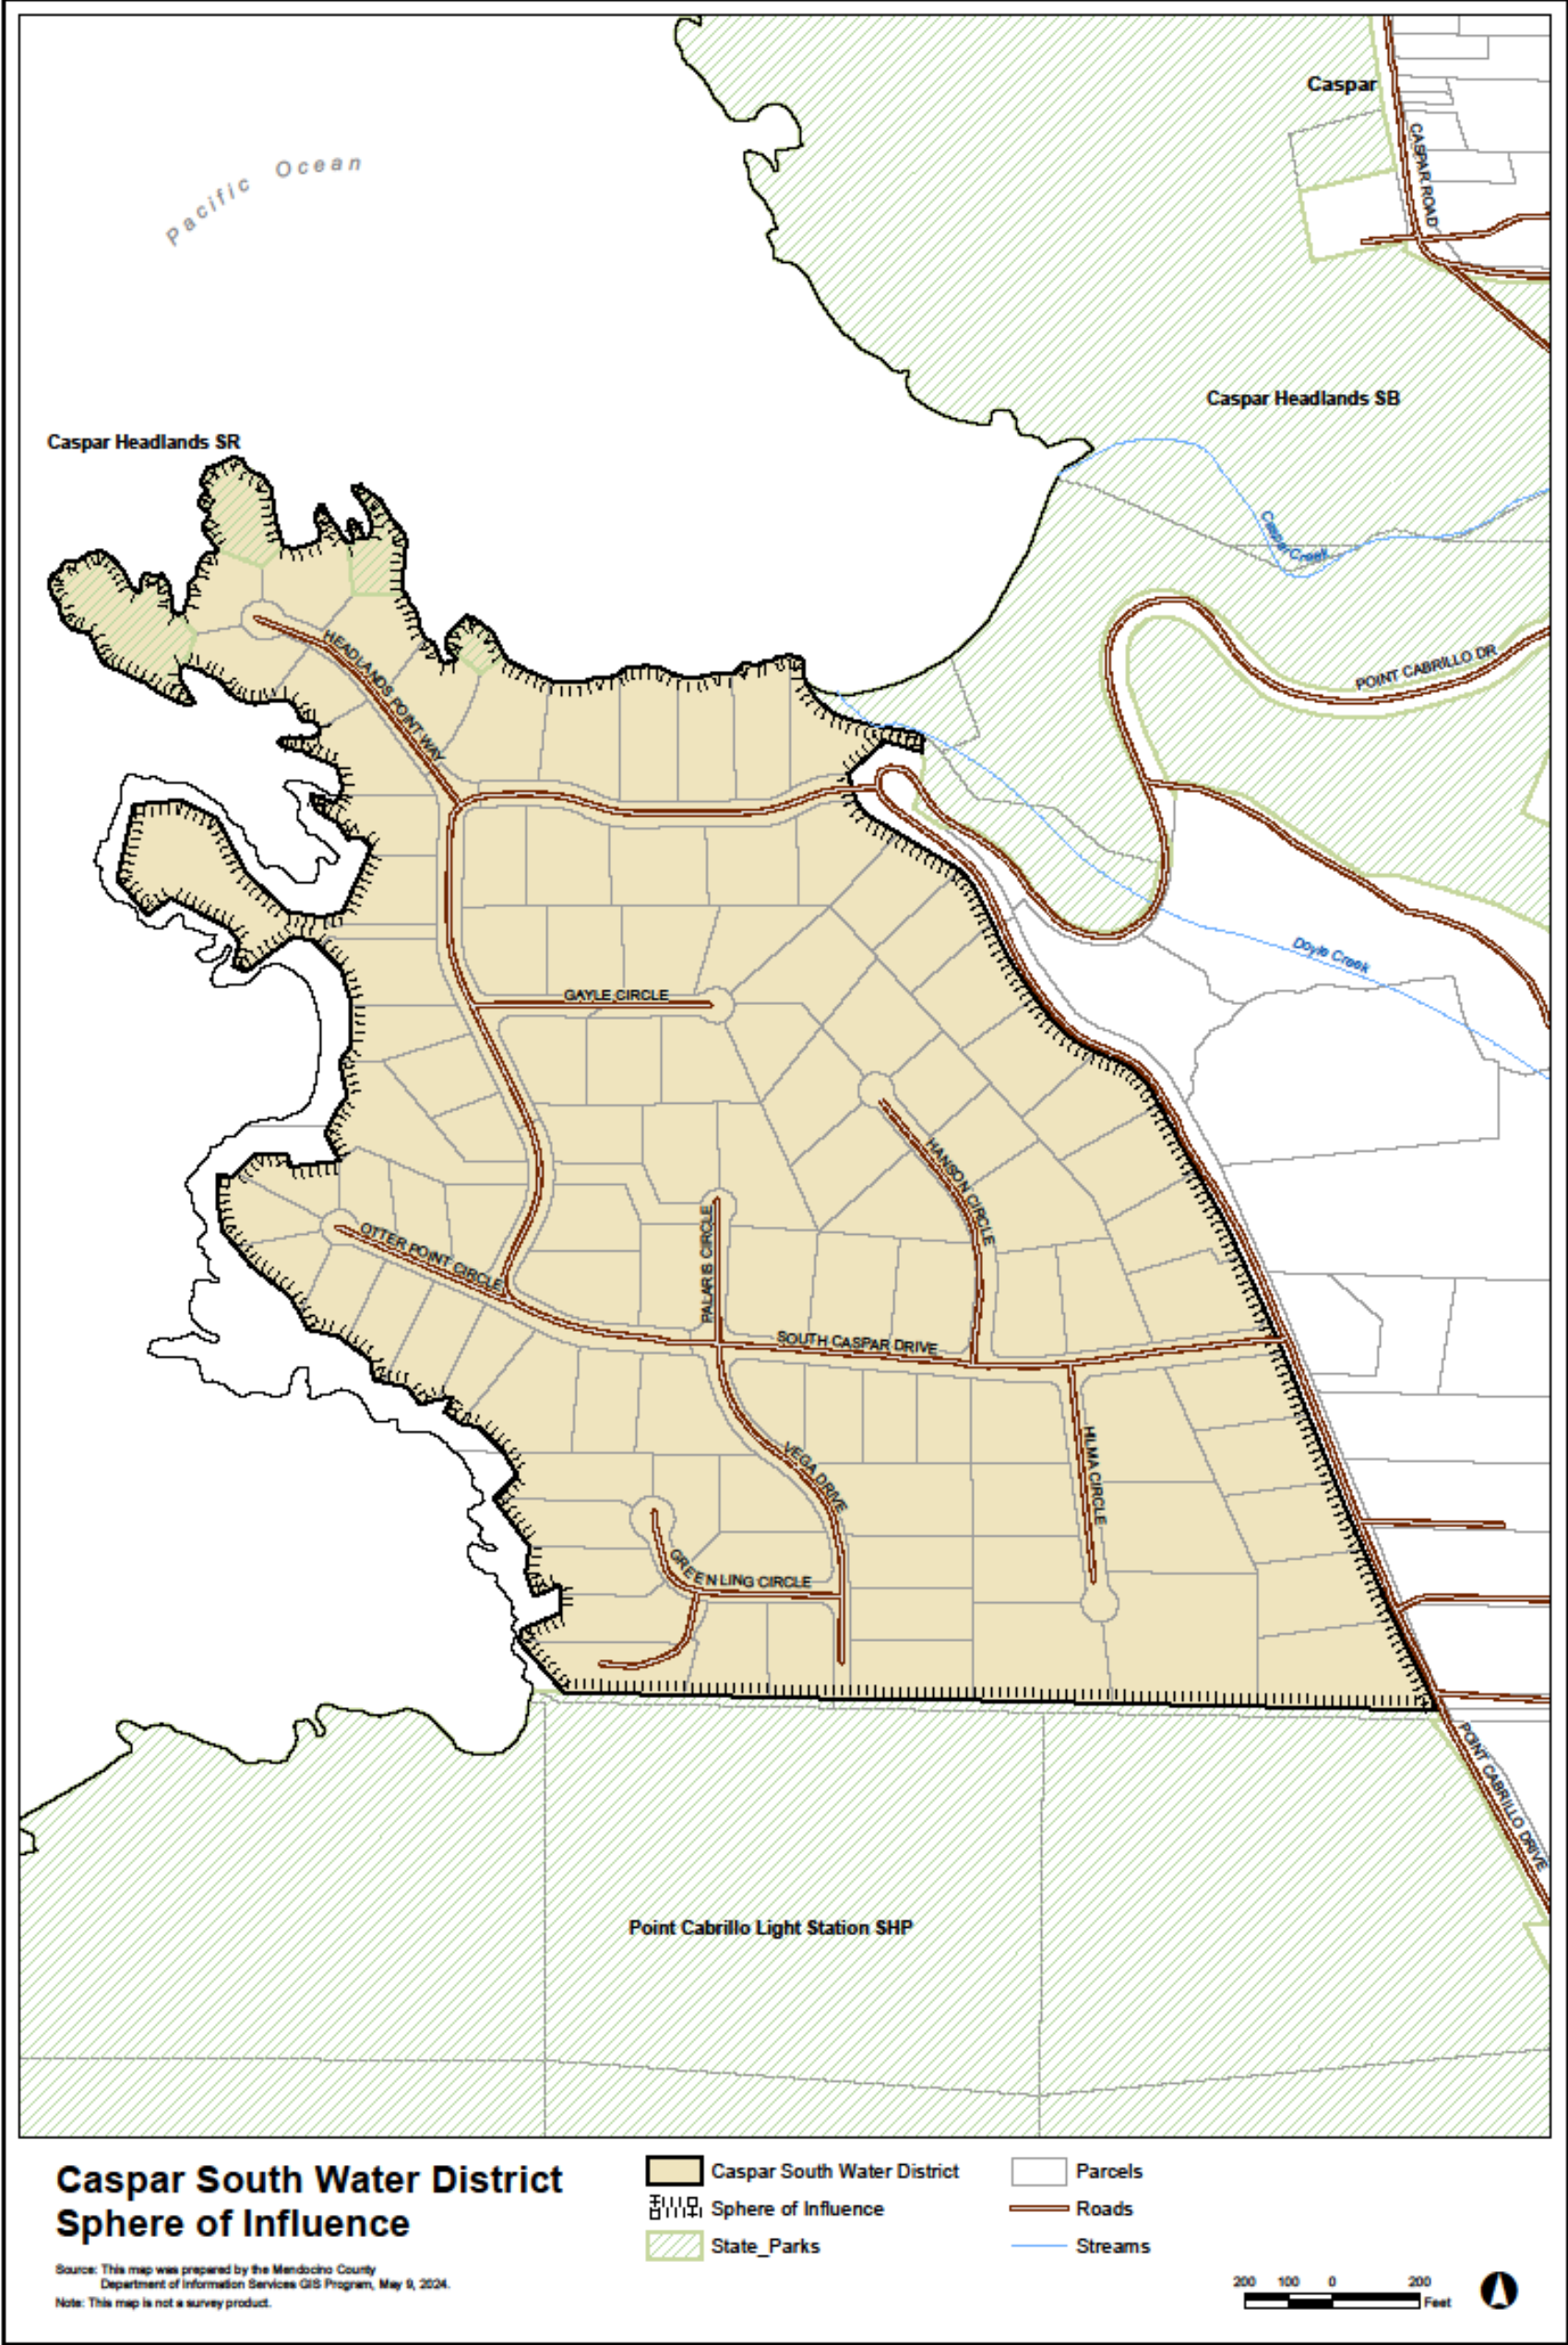 Caspar
CASPAR ROAD
Pacific Ocean
Caspar Headlands SB
Caspar Headlands SR
Caspar Creek
POINT CABRILLO DR
HEADLANDS POINT WAY
Doyle Creek
GAYLE CIRCLE
HANSON CIRCLE
PALARIS CIRCLE
OTTER POINT CIRCLE
SOUTH CASPAR DRIVE
VEGA DRIVE
HILMA CIRCLE
GREENLING CIRCLE
POINT CABRILLO DRIVE
Point Cabrillo Light Station SHP
Caspar South Water District
Sphere of Influence
Source: This map was prepared by the Mendocino County
Department of Information Services GIS Program, May 9, 2024.
Note: This map is not a survey product.
Caspar South Water District
Sphere of Influence
State_Parks
Parcels
Roads
Streams
200 100 0 200
Feet